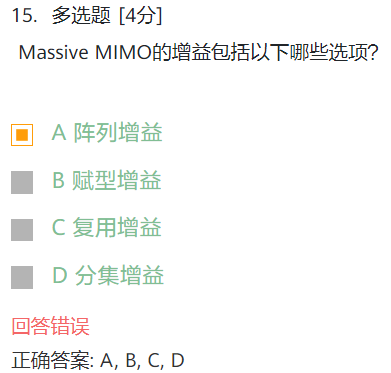 15. 多选题 [4分]
Massive MIMO的增益包括以下哪些选项?
A 阵列增益
B 赋型增益
C 复用增益
D 分集增益
回答错误
正确答案: A, B, C, D